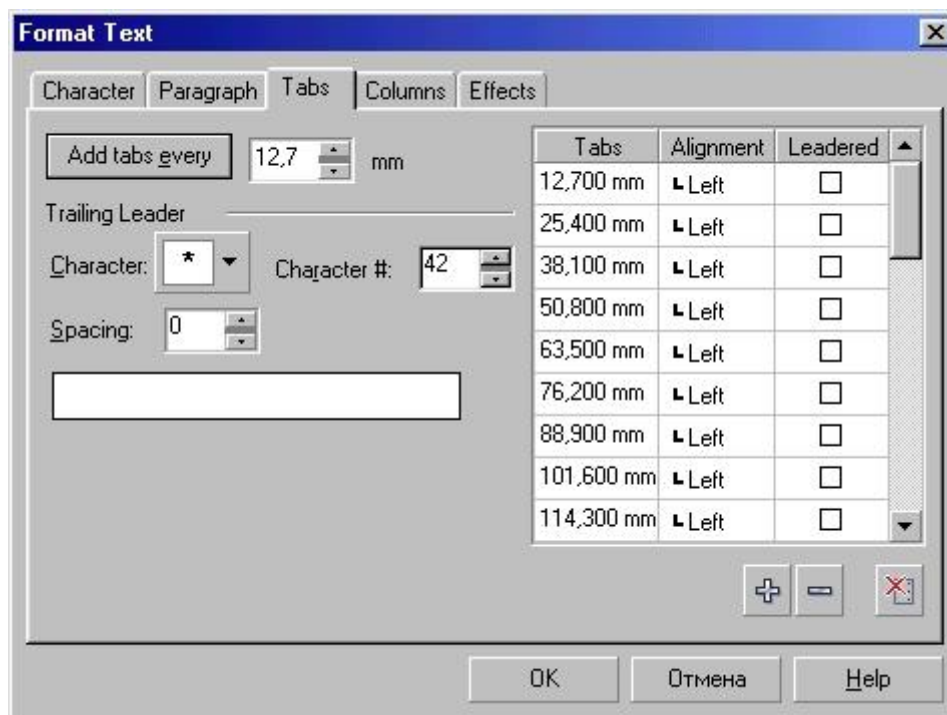 Format Text
Character Paragraph Tabs Columns Effects
Add tabs every 12,7 mm
Trailing Leader
Character: * Character #: 42
Spacing: 0
Tabs Alignment Leadered
12,700 mm Left
25,400 mm Left
38,100 mm Left
50,800 mm Left
63,500 mm Left
76,200 mm Left
88,900 mm Left
101,600 mm Left
114,300 mm Left
OK Отмена Help